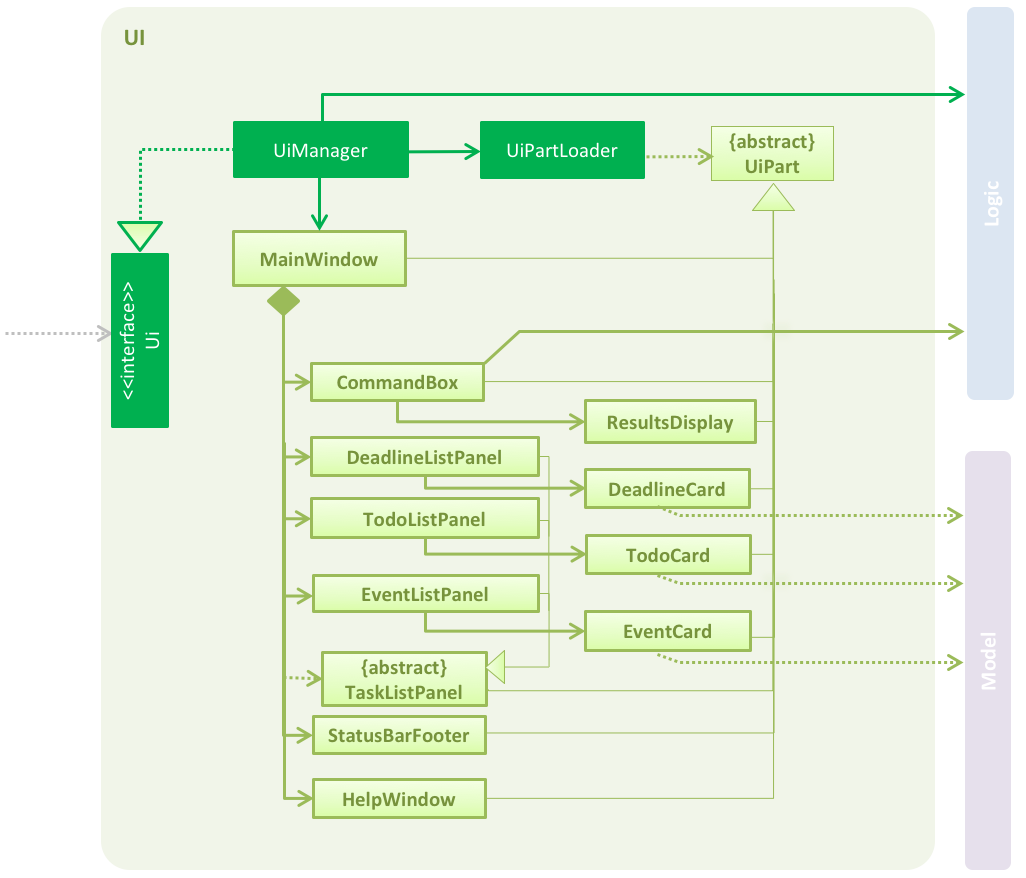 UI
UiManager
UiPartLoader
{abstract}
UiPart
Logic
MainWindow
<<interface>>
Ui
CommandBox
ResultsDisplay
DeadlineListPanel
DeadlineCard
TodoListPanel
TodoCard
EventListPanel
EventCard
Model
{abstract}
TaskListPanel
StatusBarFooter
HelpWindow